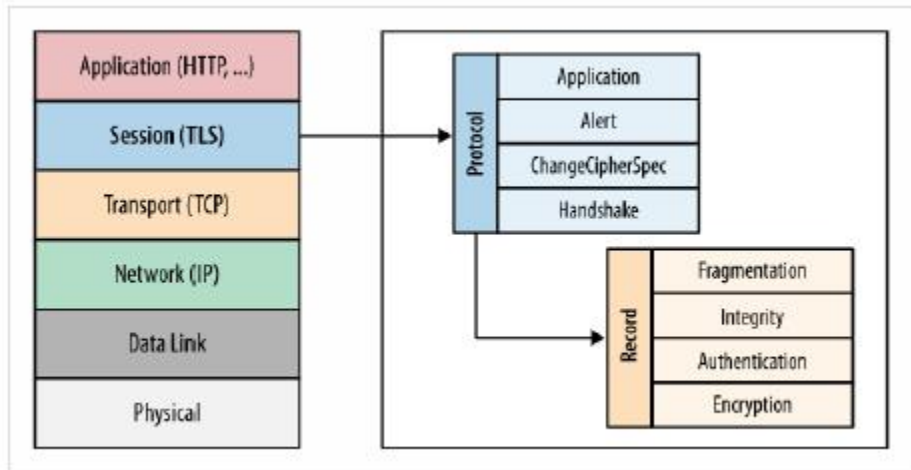 Application (HTTP, ...)
Session (TLS)
Transport (TCP)
Network (IP)
Data Link
Physical
Protocol
Application
Alert
ChangeCipherSpec
Handshake
Record
Fragmentation
Integrity
Authentication
Encryption